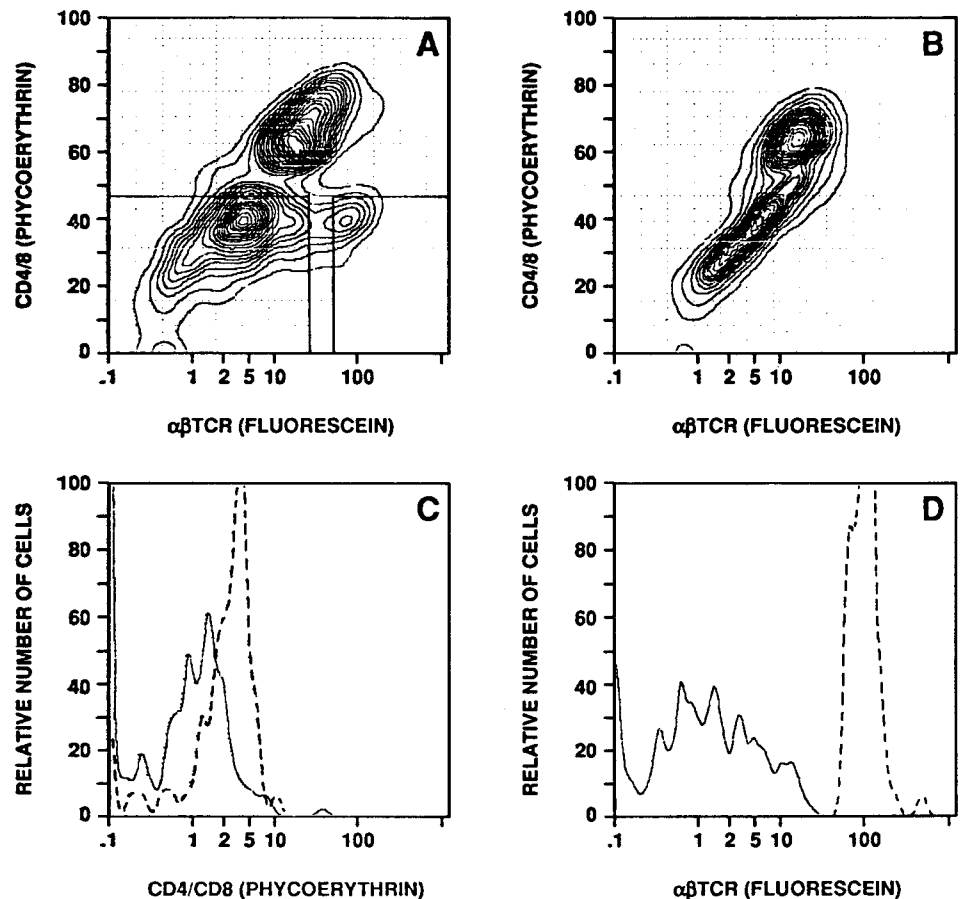 A
CD4/8 (PHYCOERYTHRIN)
100
80
60
40
20
0
.1 1 2 5 10 100
αβTCR (FLUORESCEIN)
B
CD4/8 (PHYCOERYTHRIN)
100
80
60
40
20
0
.1 1 2 5 10 100
αβTCR (FLUORESCEIN)
C
RELATIVE NUMBER OF CELLS
100
80
60
40
20
0
.1 1 2 5 10 100
CD4/CD8 (PHYCOERYTHRIN)
D
RELATIVE NUMBER OF CELLS
100
80
60
40
20
0
.1 1 2 5 10 100
αβTCR (FLUORESCEIN)